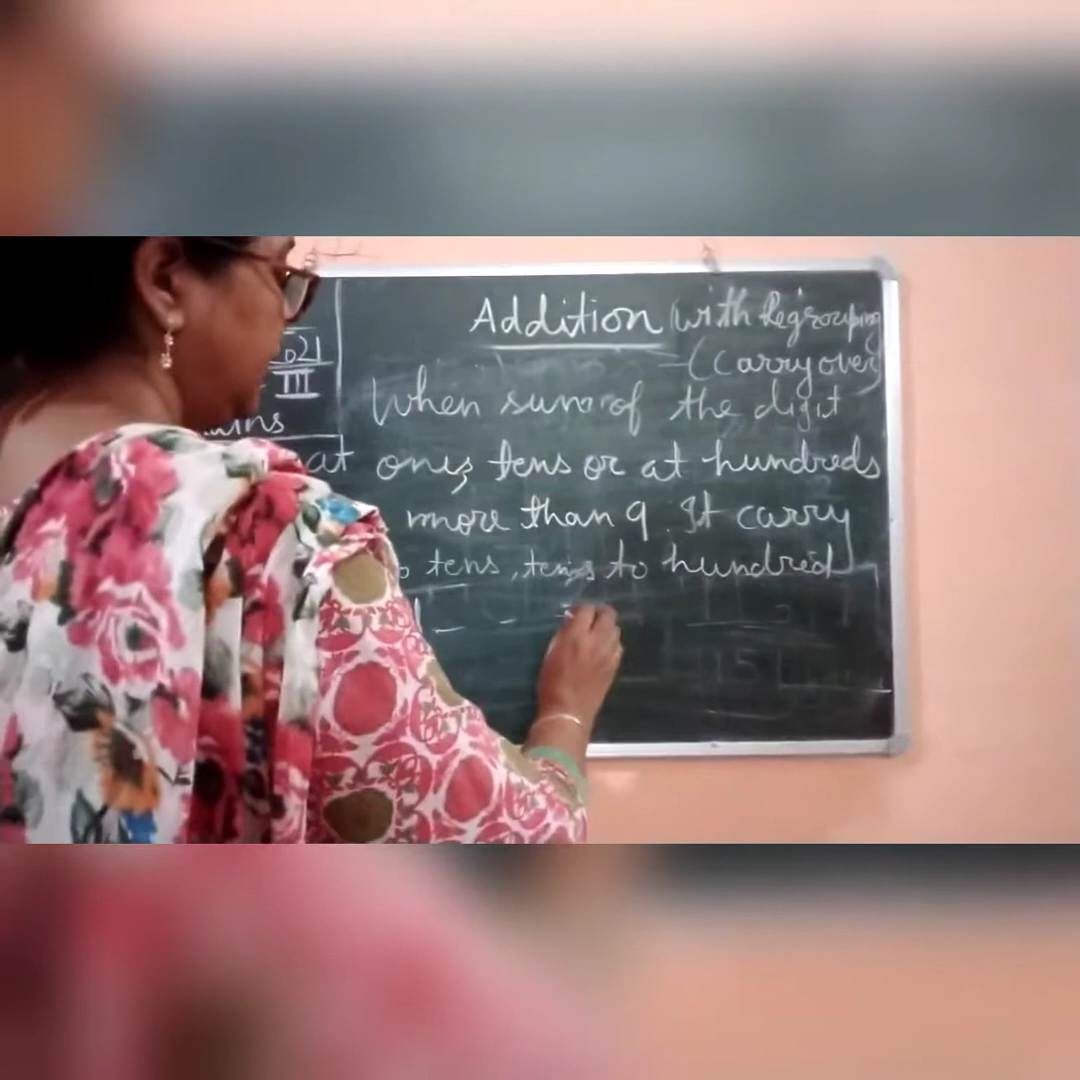 Addition (with Regrouping
(Carryover)
2021
III
When sum of the digit
at ones, tens or at hundreds
more than 9. It carry
tens, tens to hundred